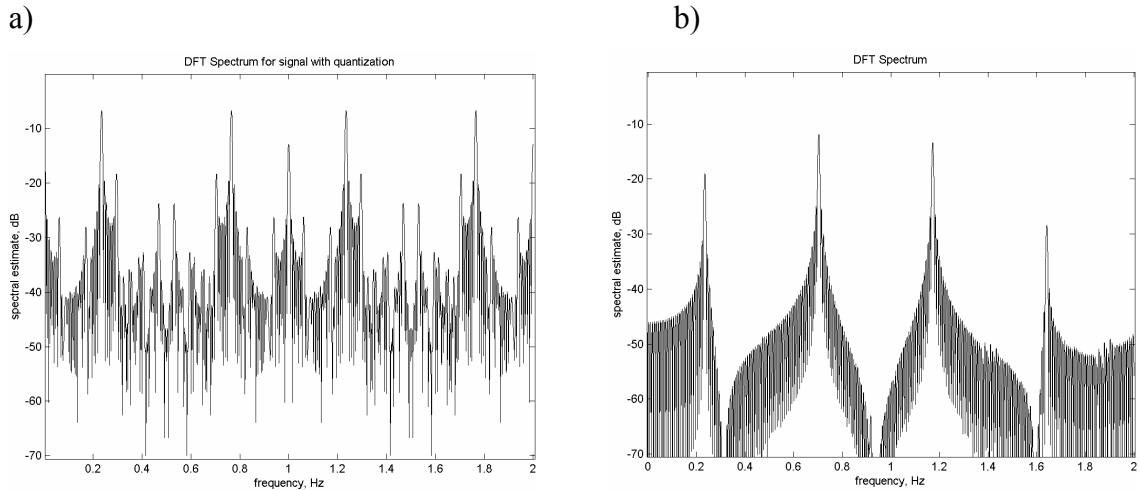 a)
DFT Spectrum for signal with quantization
spectral estimate, dB
-10
-20
-30
-40
-50
-60
-70
0.2 0.4 0.6 0.8 1 1.2 1.4 1.6 1.8 2
frequency, Hz
b)
DFT Spectrum
spectral estimate, dB
-10
-20
-30
-40
-50
-60
-70
0 0.2 0.4 0.6 0.8 1 1.2 1.4 1.6 1.8 2
frequency, Hz